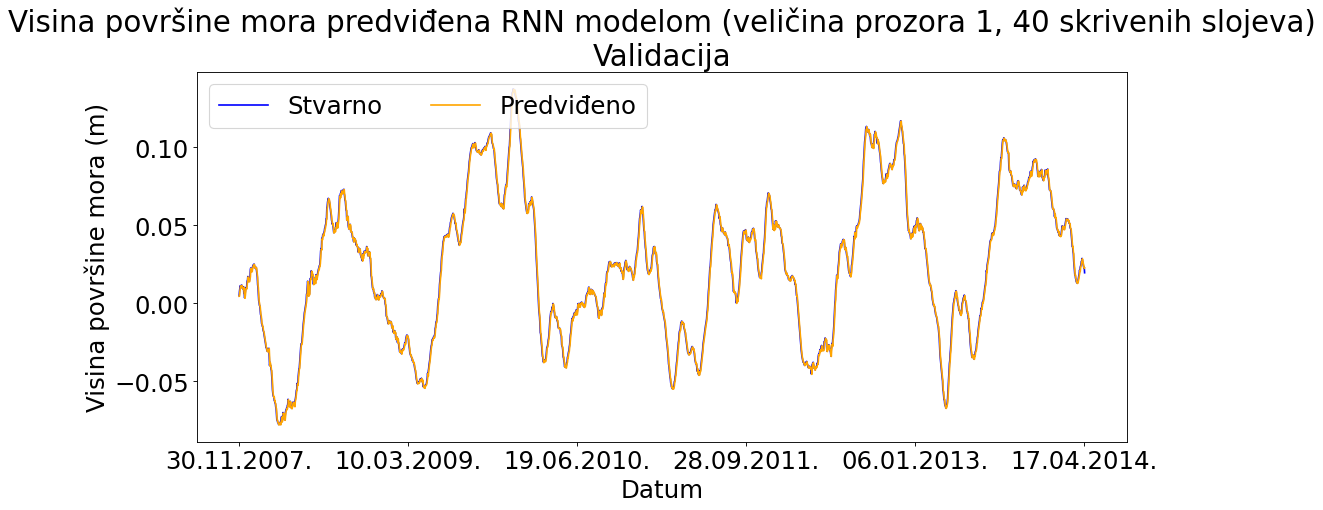 Visina površine mora predviđena RNN modelom (veličina prozora 1, 40 skrivenih slojeva)
Validacija
Stvarno Predviđeno
Visina površine mora (m)
0.10
0.05
0.00
−0.05
30.11.2007. 10.03.2009. 19.06.2010. 28.09.2011. 06.01.2013. 17.04.2014.
Datum